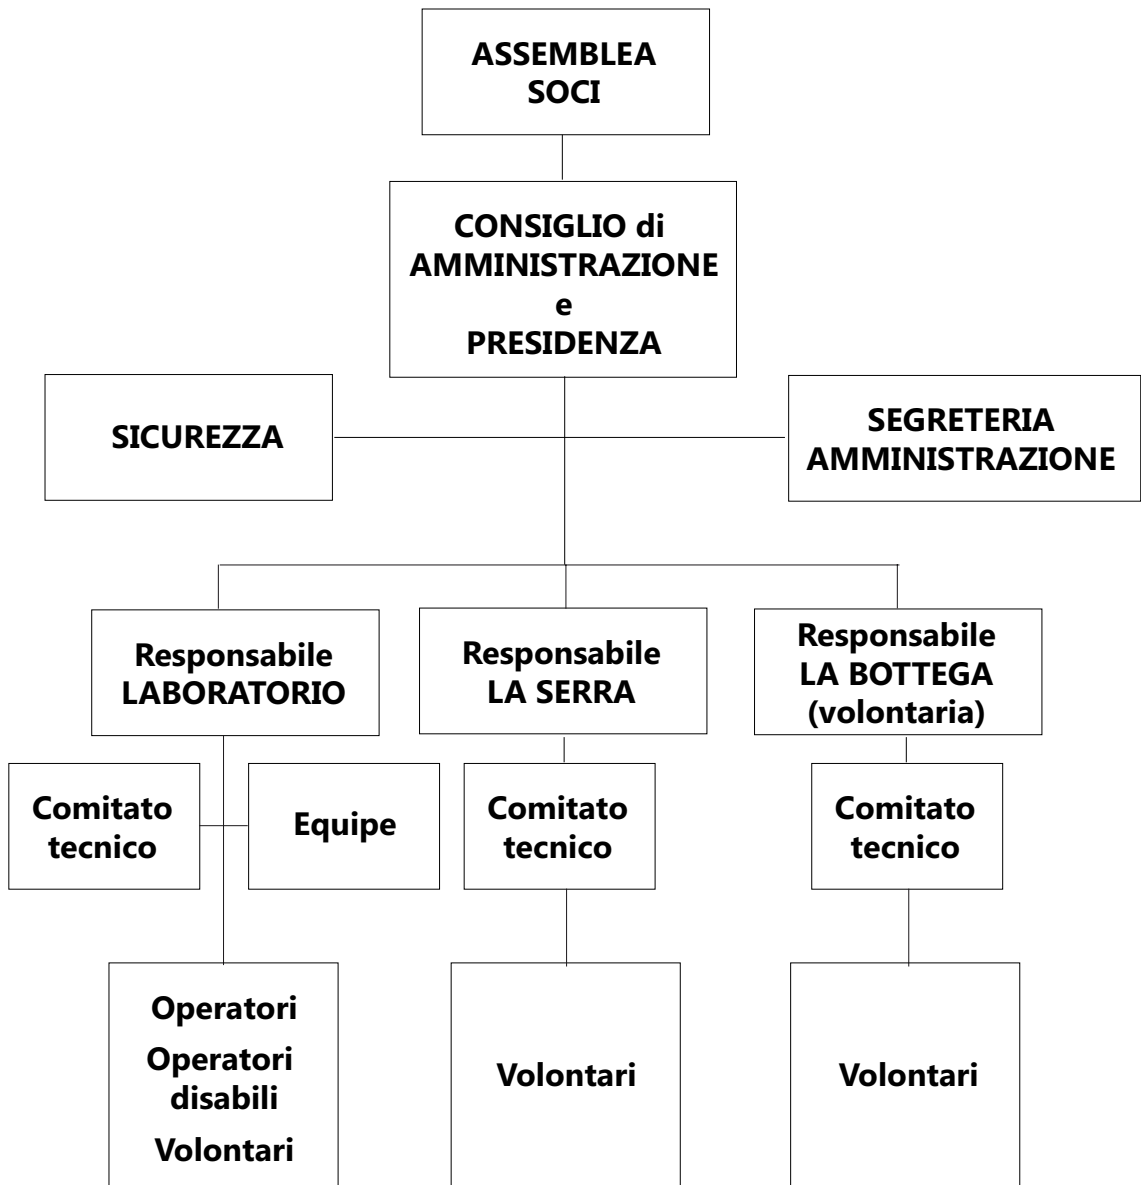 ASSEMBLEA
SOCI
CONSIGLIO di
AMMINISTRAZIONE
e
PRESIDENZA
SICUREZZA
SEGRETERIA
AMMINISTRAZIONE
Responsabile
LABORATORIO
Responsabile
LA SERRA
Responsabile
LA BOTTEGA
(volontaria)
Comitato
tecnico
Equipe
Comitato
tecnico
Comitato
tecnico
Operatori
Operatori
disabili
Volontari
Volontari
Volontari